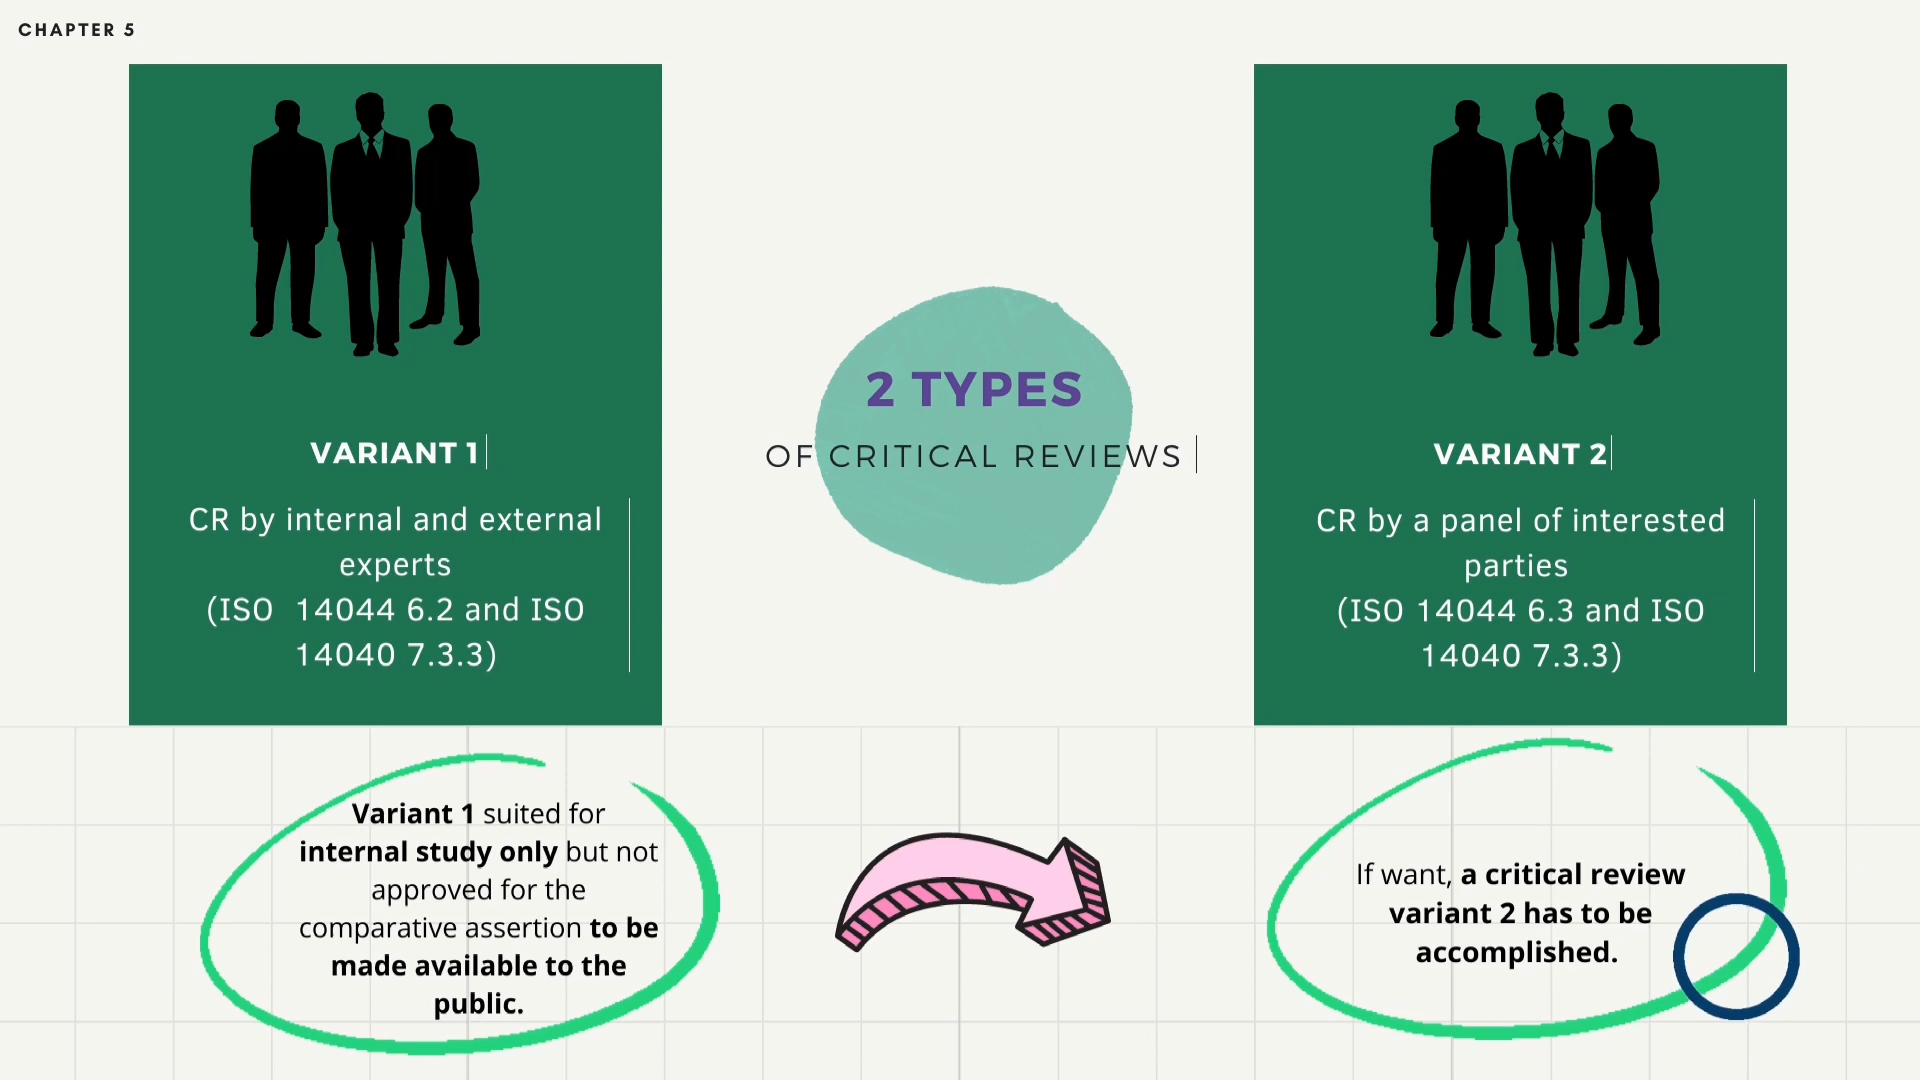 CHAPTER 5
VARIANT 1
CR by internal and external
experts
(ISO  14044 6.2 and ISO
14040 7.3.3)
2 TYPES
OF CRITICAL REVIEWS
VARIANT 2
CR by a panel of interested
parties
(ISO 14044 6.3 and ISO
14040 7.3.3)
Variant 1 suited for
internal study only but not
approved for the
comparative assertion to be
made available to the
public.
If want, a critical review
variant 2 has to be
accomplished.